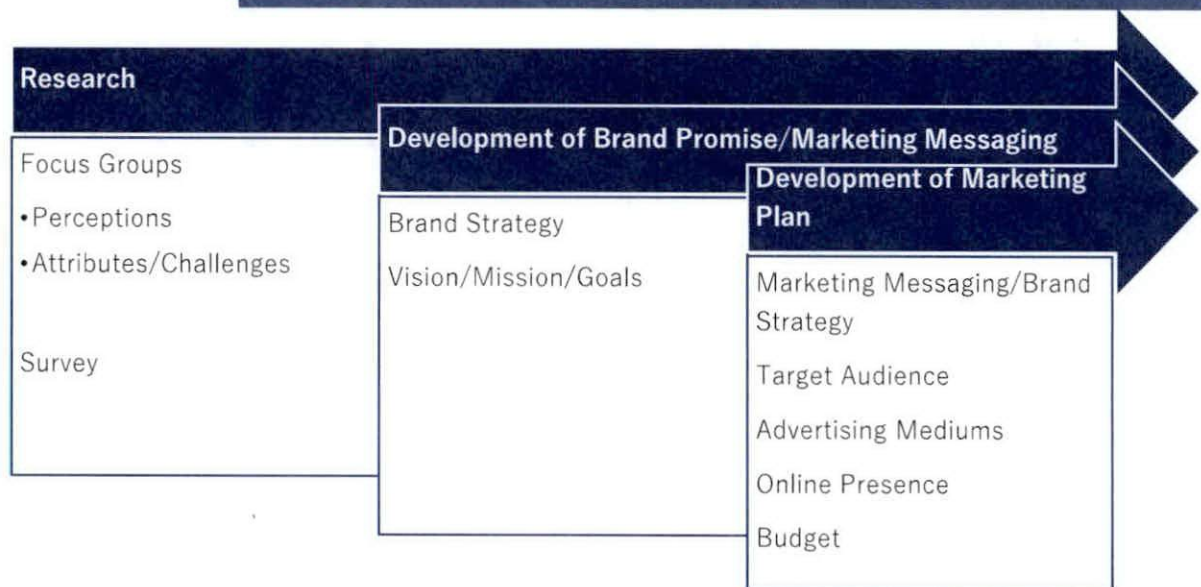 Research
Focus Groups
•Perceptions
•Attributes/Challenges
Survey
Development of Brand Promise/Marketing Messaging
Brand Strategy
Vision/Mission/Goals
Development of Marketing
Plan
Marketing Messaging/Brand
Strategy
Target Audience
Advertising Mediums
Online Presence
Budget